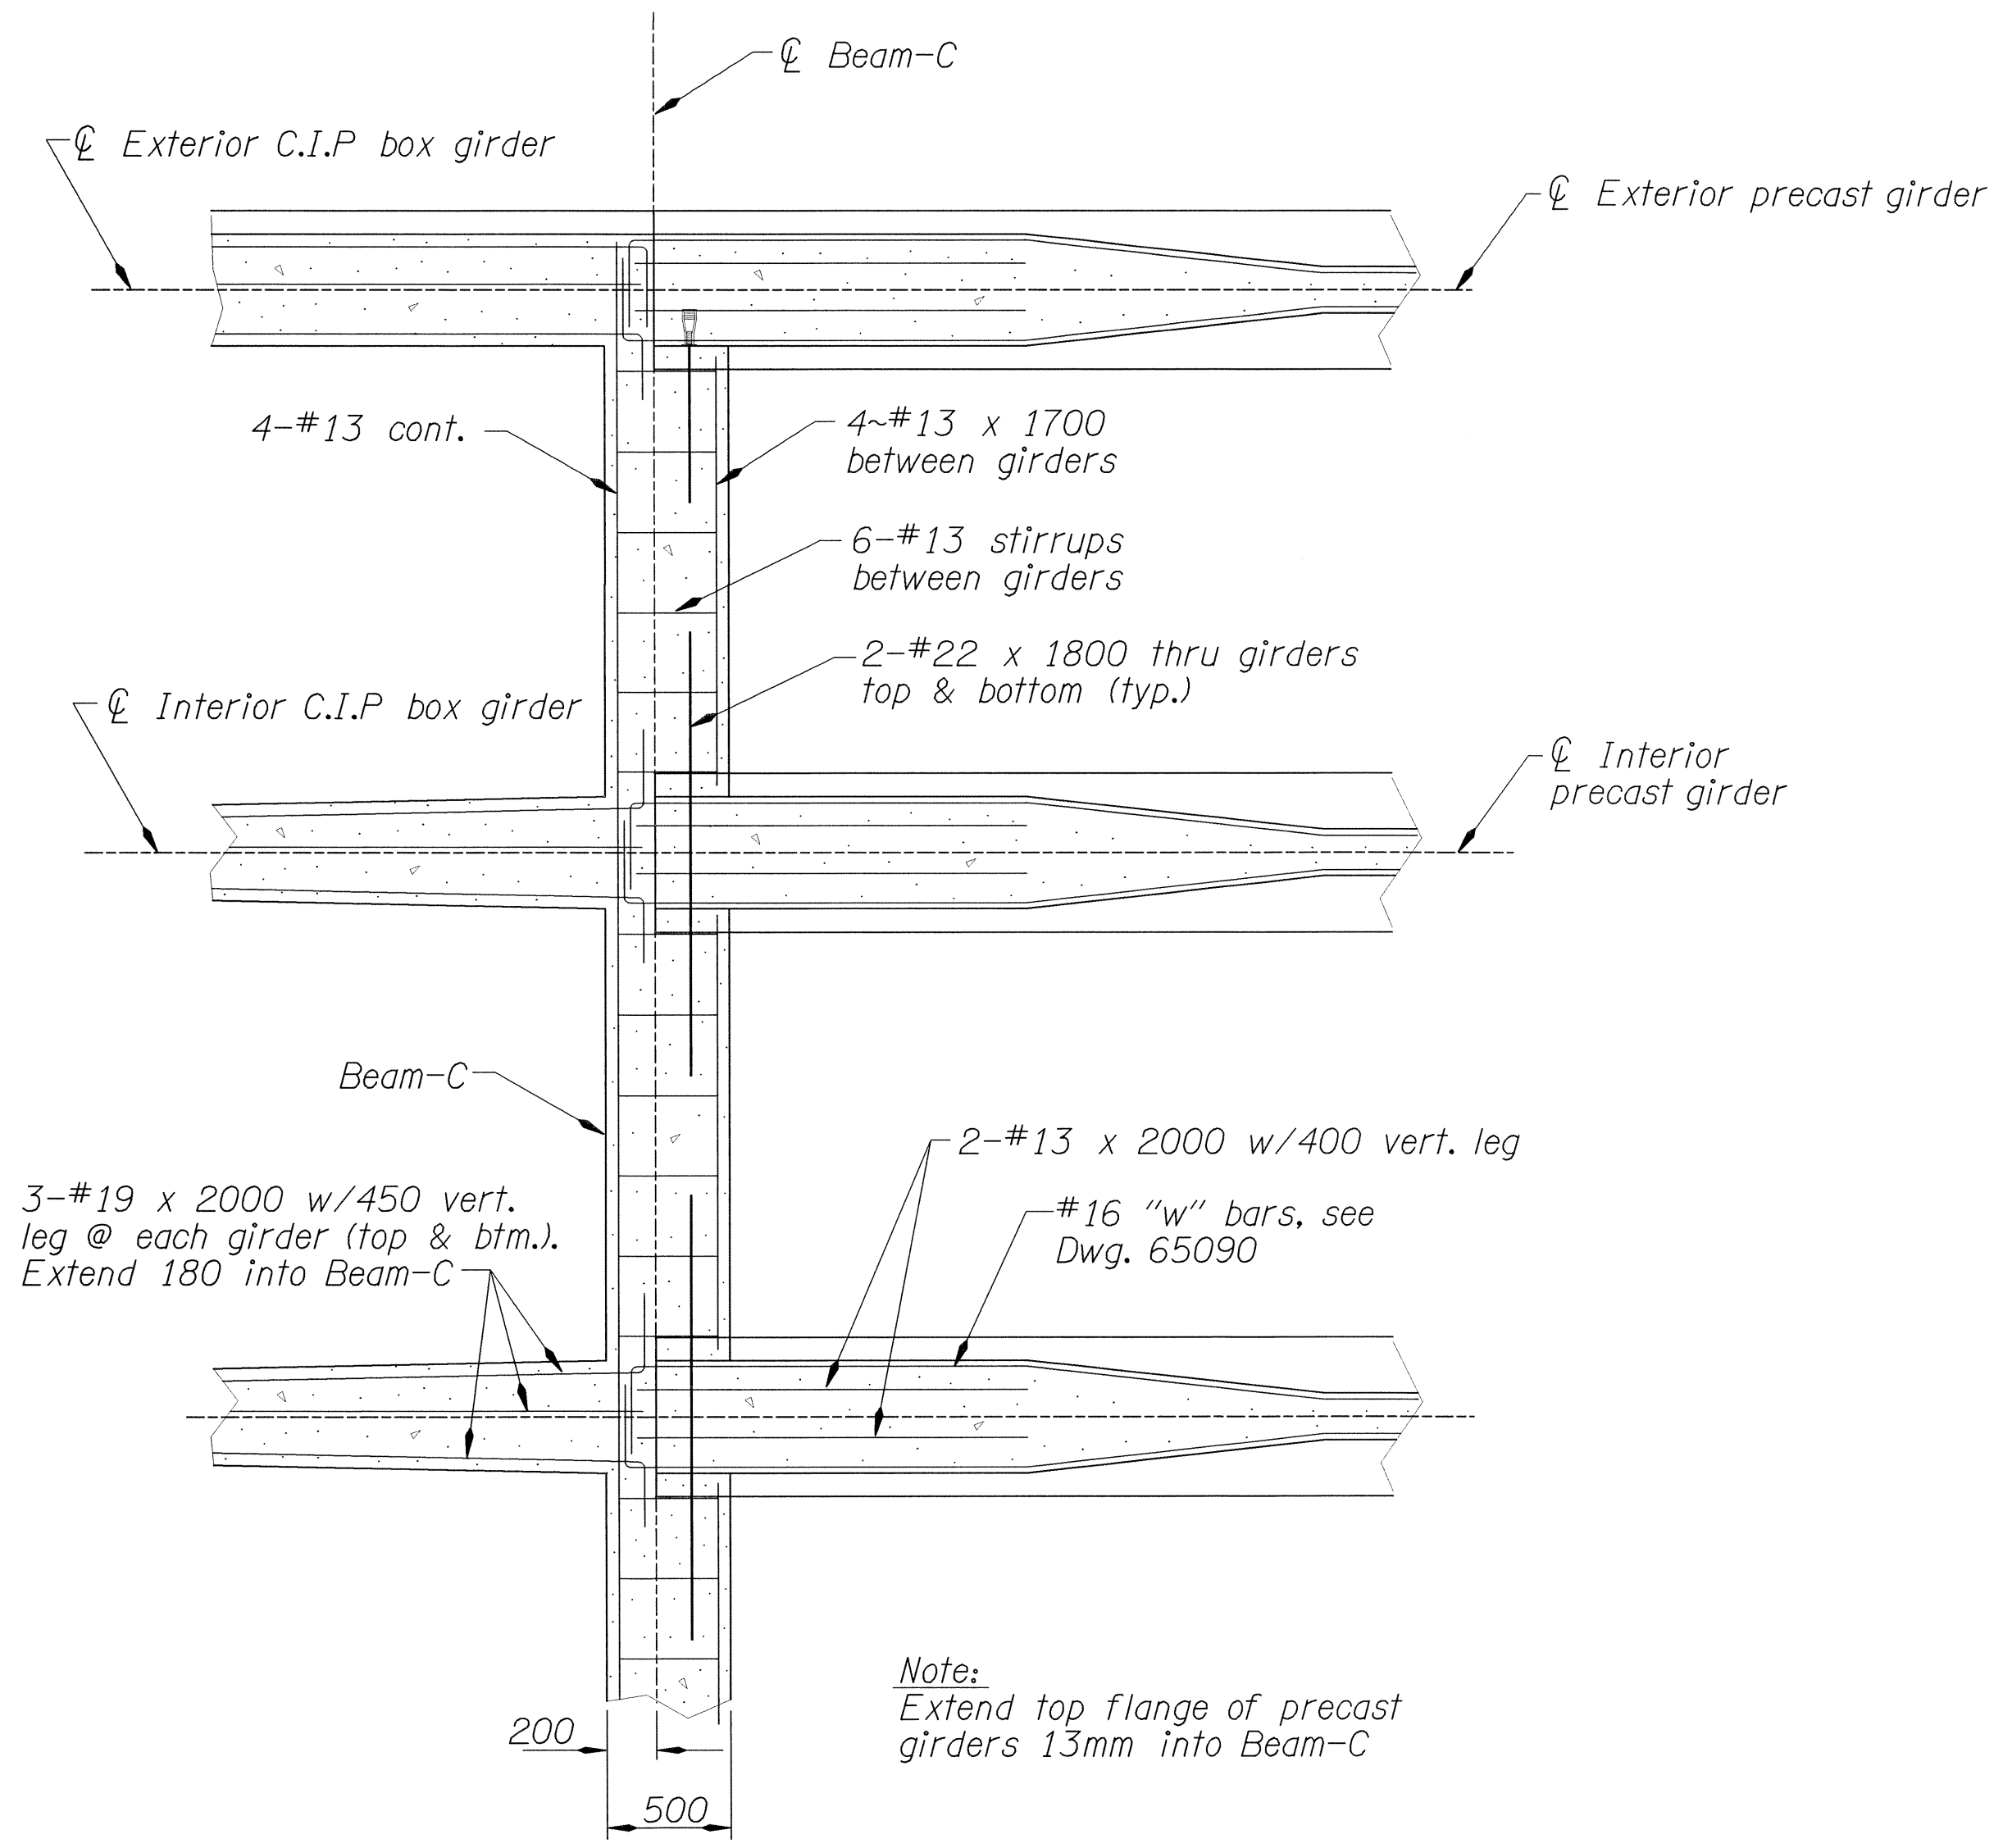 ℄ Beam-C
℄ Exterior C.I.P box girder
℄ Exterior precast girder
4-#13 cont.
4~#13 x 1700
between girders
6-#13 stirrups
between girders
2-#22 x 1800 thru girders
top & bottom (typ.)
℄ Interior C.I.P box girder
℄ Interior
precast girder
Beam-C
2-#13 x 2000 w/400 vert. leg
3-#19 x 2000 w/450 vert.
leg @ each girder (top & btm.).
Extend 180 into Beam-C
#16 "w" bars, see
Dwg. 65090
Note:
Extend top flange of precast
girders 13mm into Beam-C
200
500